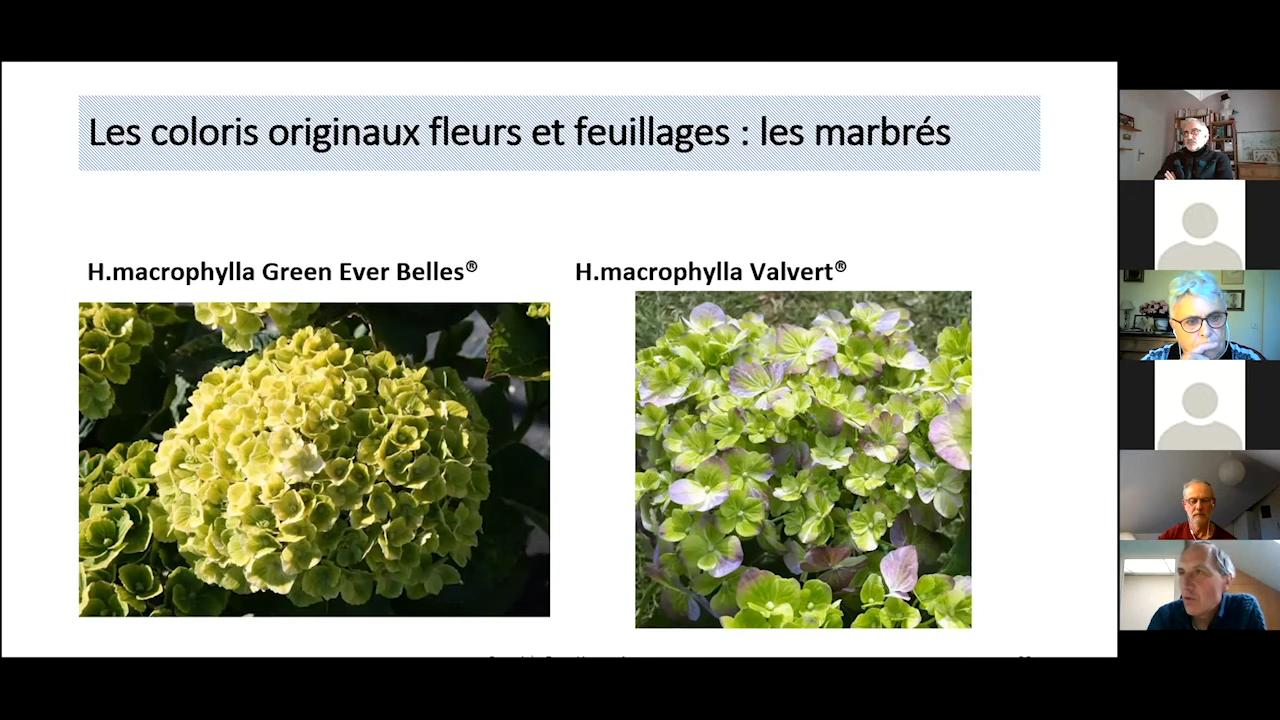 Les coloris originaux fleurs et feuillages : les marbrés
H.macrophylla Green Ever Belles®
H.macrophylla Valvert®